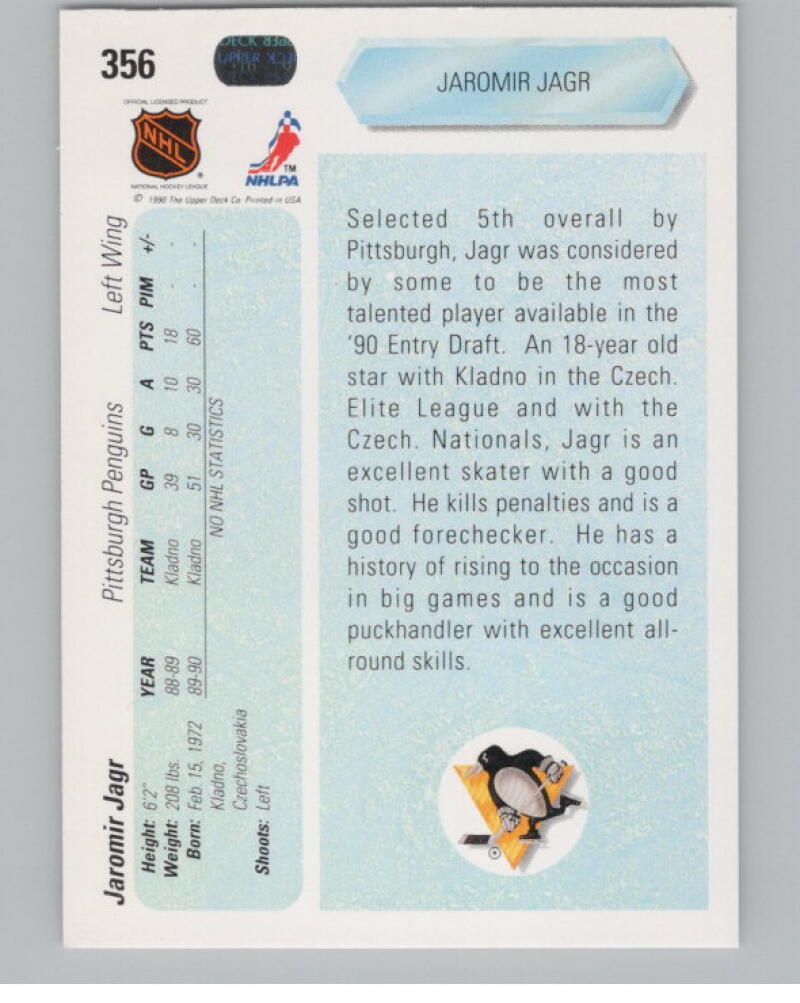 356
UPPER DECK
JAROMIR JAGR
OFFICIAL LICENSED PRODUCT
NHL
®
NATIONAL HOCKEY LEAGUE
TM
NHLPA
© 1990 The Upper Deck Co. Printed in USA
Jaromir Jagr Pittsburgh Penguins Left Wing
Height: 6'2"
Weight: 208 lbs.
Born: Feb. 15, 1972
Kladno,
Czechoslovakia
Shoots: Left
YEAR TEAM GP G A PTS PIM +/-
88-89 Kladno 39 8 10 18 - -
89-90 Kladno 51 30 30 60 - -
NO NHL STATISTICS
Selected 5th overall by
Pittsburgh, Jagr was considered
by some to be the most
talented player available in the
'90 Entry Draft. An 18-year old
star with Kladno in the Czech.
Elite League and with the
Czech. Nationals, Jagr is an
excellent skater with a good
shot. He kills penalties and is a
good forechecker. He has a
history of rising to the occasion
in big games and is a good
puckhandler with excellent all-
round skills.